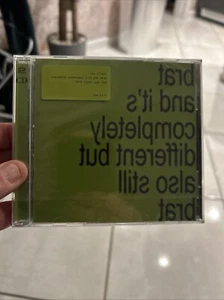 brat
and it's
completely
different but
also still
brat